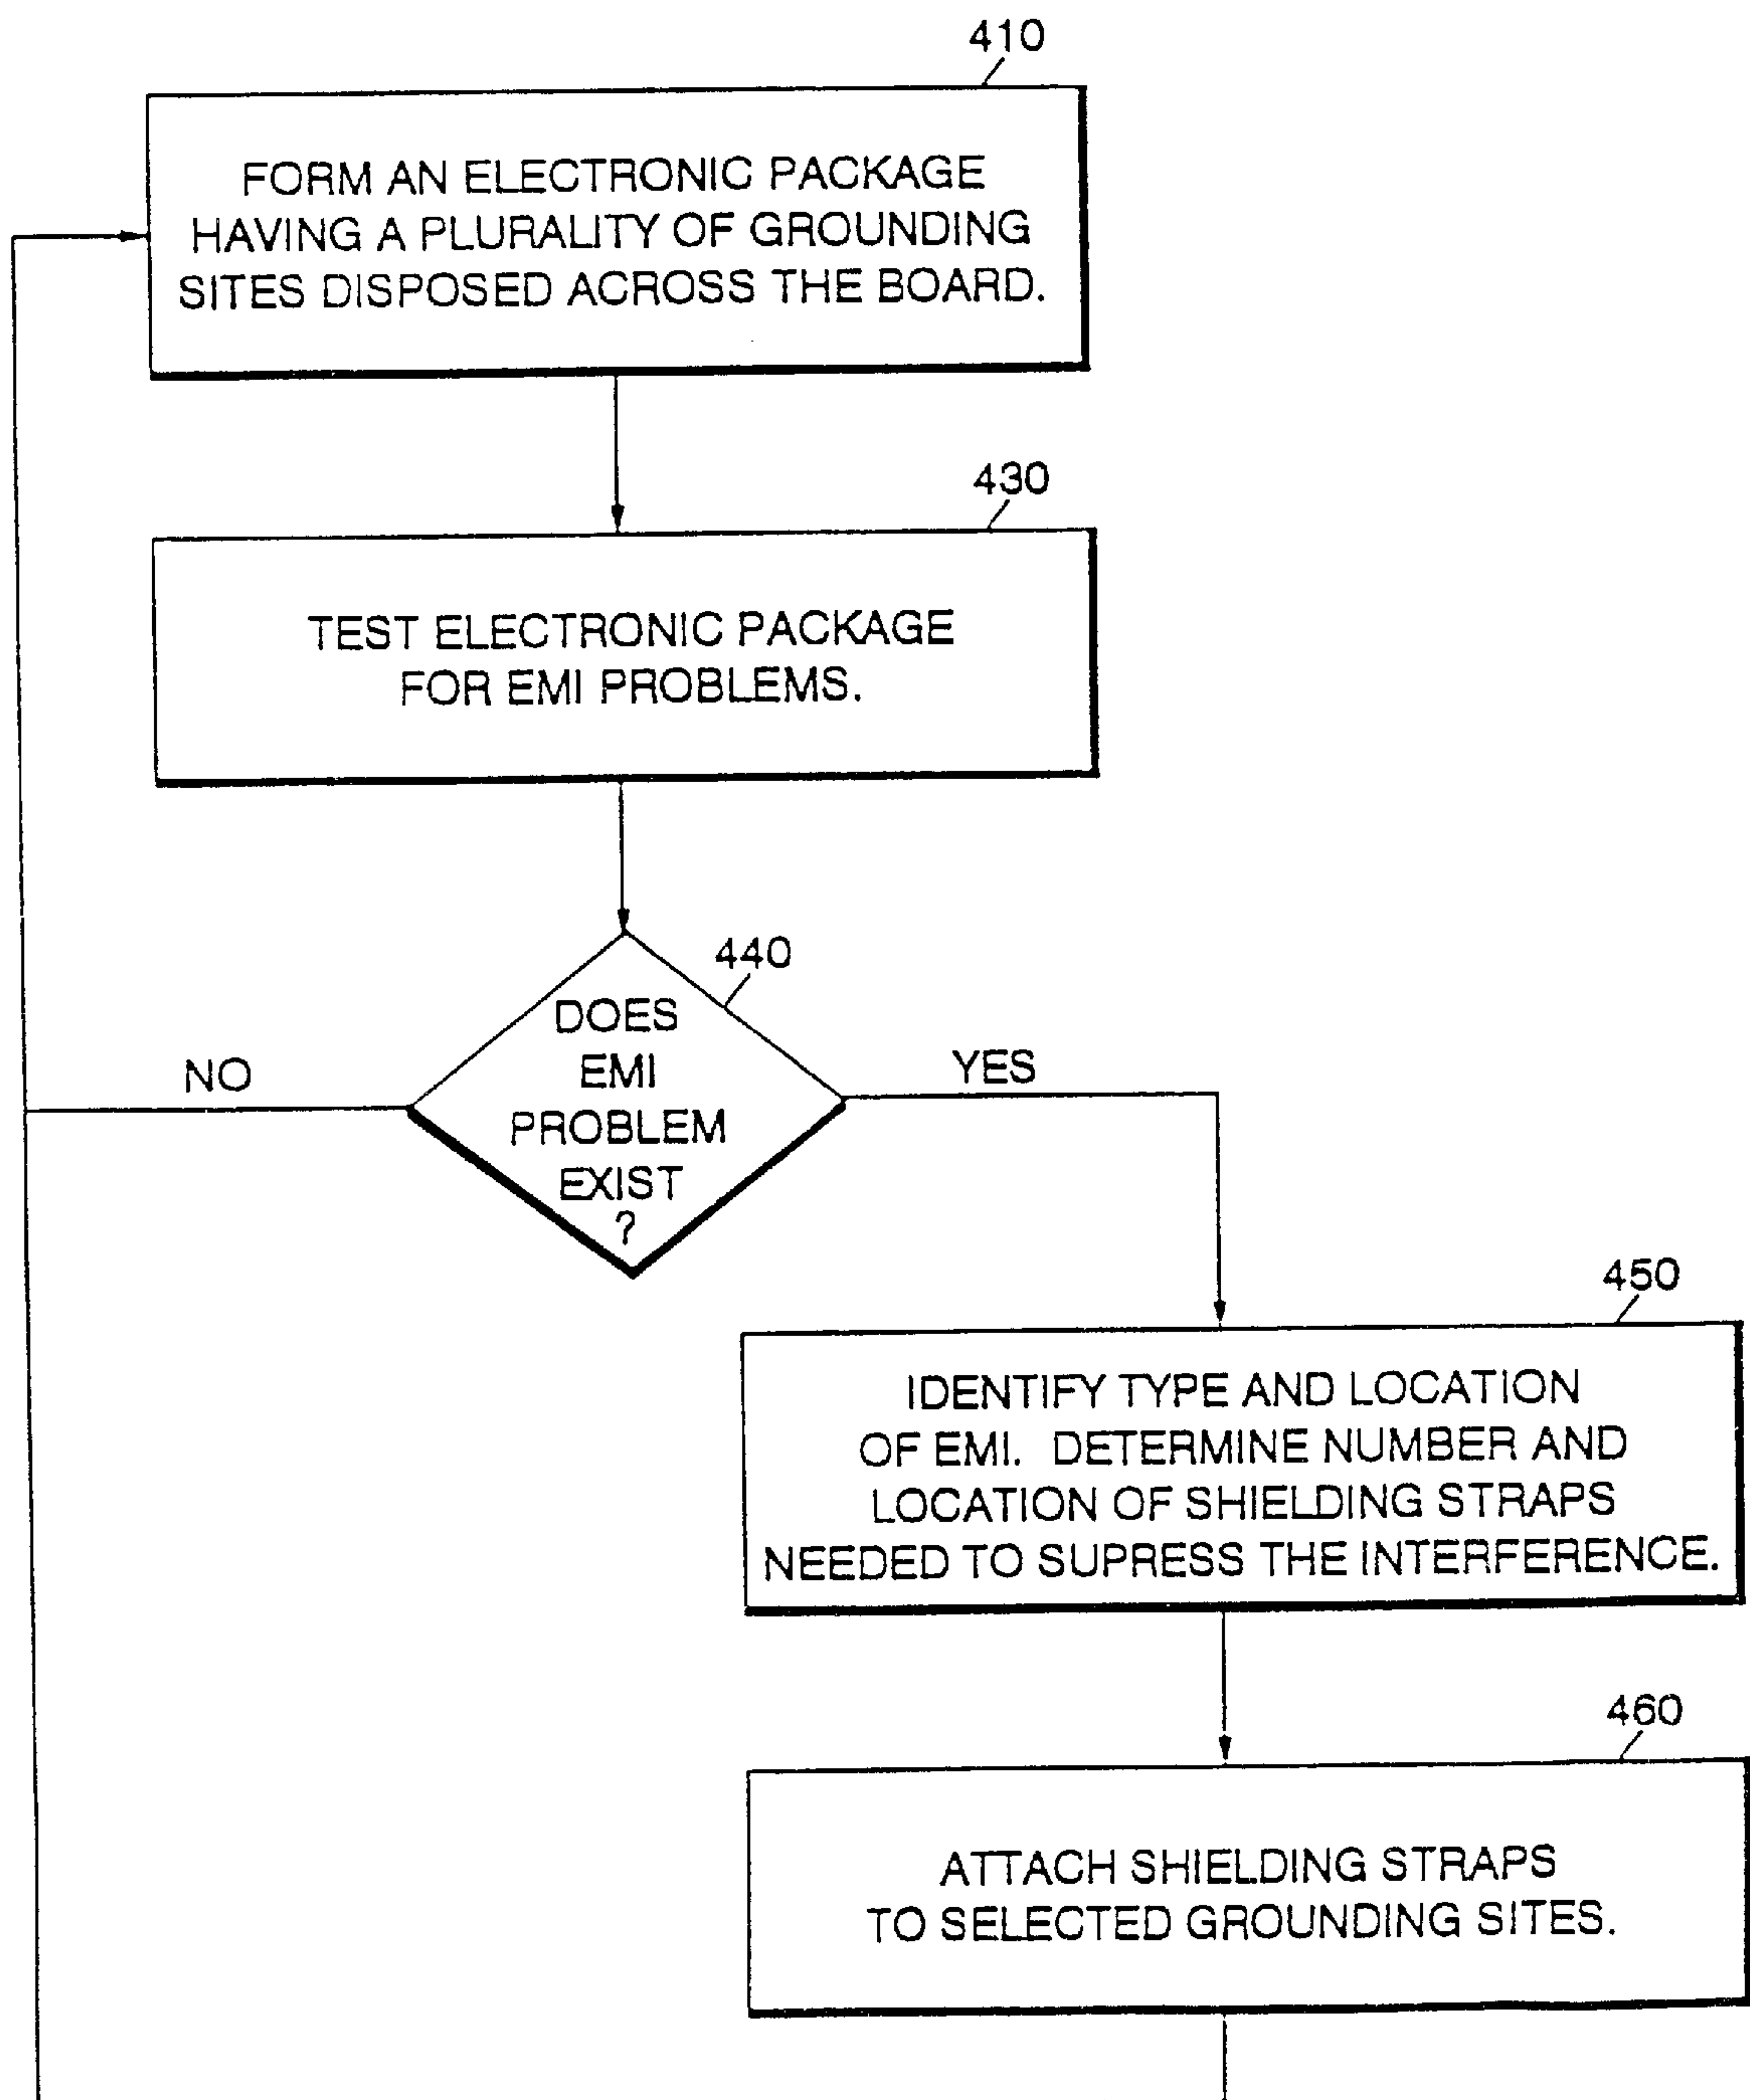 410
FORM AN ELECTRONIC PACKAGE
HAVING A PLURALITY OF GROUNDING
SITES DISPOSED ACROSS THE BOARD.
430
TEST ELECTRONIC PACKAGE
FOR EMI PROBLEMS.
440
DOES
EMI
PROBLEM
EXIST
?
NO
YES
450
IDENTIFY TYPE AND LOCATION
OF EMI. DETERMINE NUMBER AND
LOCATION OF SHIELDING STRAPS
NEEDED TO SUPRESS THE INTERFERENCE.
460
ATTACH SHIELDING STRAPS
TO SELECTED GROUNDING SITES.